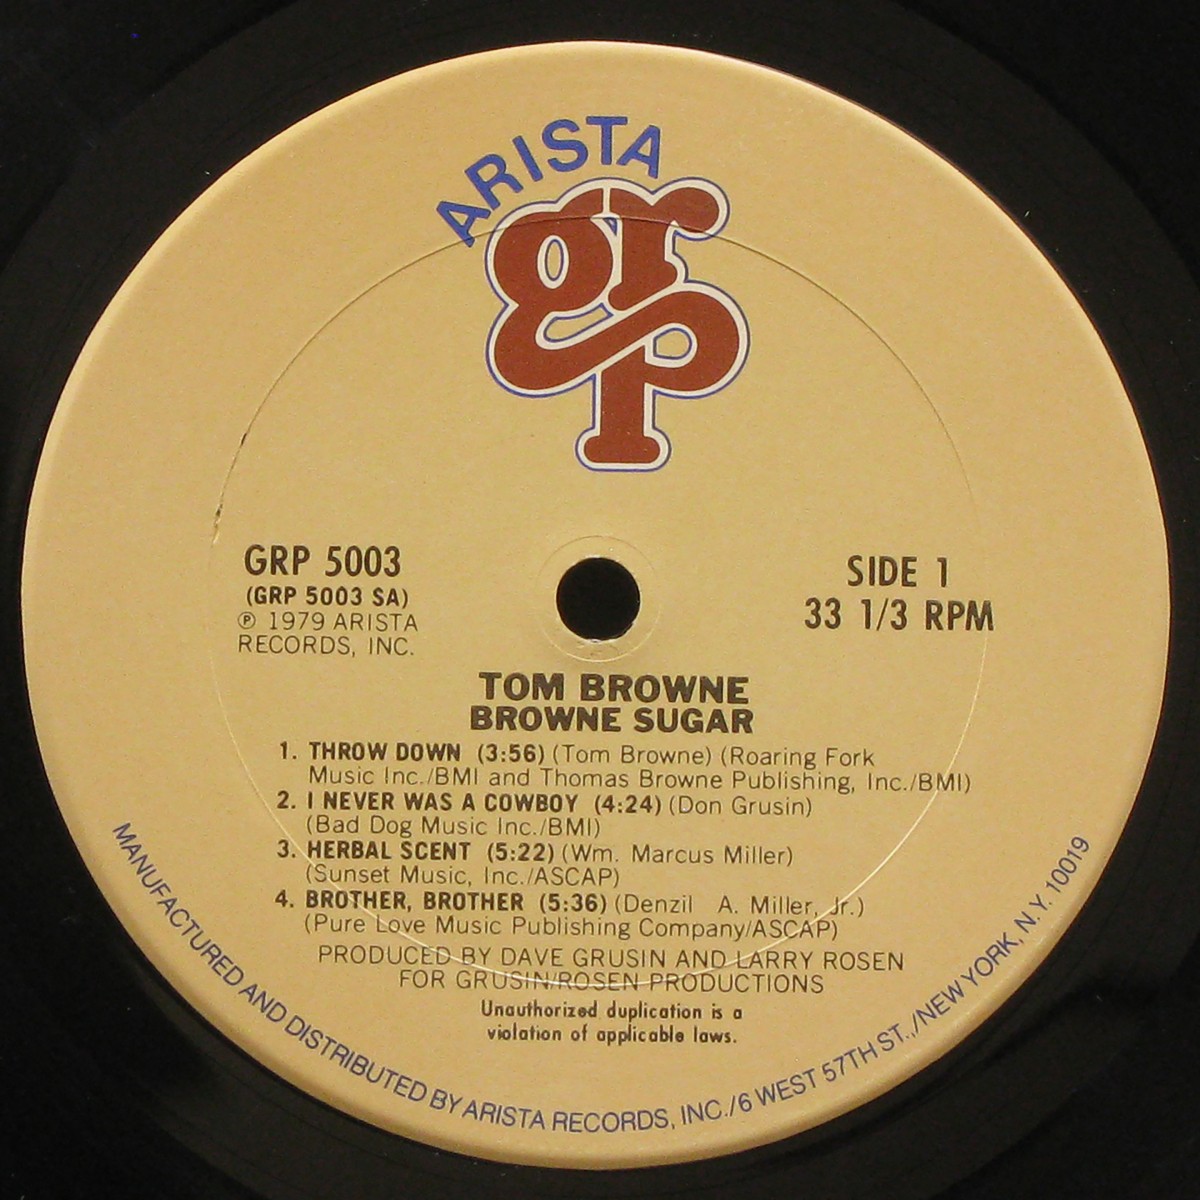 ARISTA
grp
GRP 5003
(GRP 5003 SA)
℗ 1979 ARISTA
RECORDS, INC.
SIDE 1
33 1/3 RPM
TOM BROWNE
BROWNE SUGAR
1. THROW DOWN (3:56) (Tom Browne) (Roaring Fork
Music Inc./BMI and Thomas Browne Publishing, Inc./BMI)
2. I NEVER WAS A COWBOY (4:24) (Don Grusin)
(Bad Dog Music Inc./BMI)
3. HERBAL SCENT (5:22) (Wm. Marcus Miller)
(Sunset Music, Inc./ASCAP)
4. BROTHER, BROTHER (5:36) (Denzil A. Miller, Jr.)
(Pure Love Music Publishing Company/ASCAP)
PRODUCED BY DAVE GRUSIN AND LARRY ROSEN
FOR GRUSIN/ROSEN PRODUCTIONS
Unauthorized duplication is a
violation of applicable laws.
MANUFACTURED AND DISTRIBUTED BY ARISTA RECORDS, INC./6 WEST 57TH ST.,/NEW YORK, N.Y. 10019